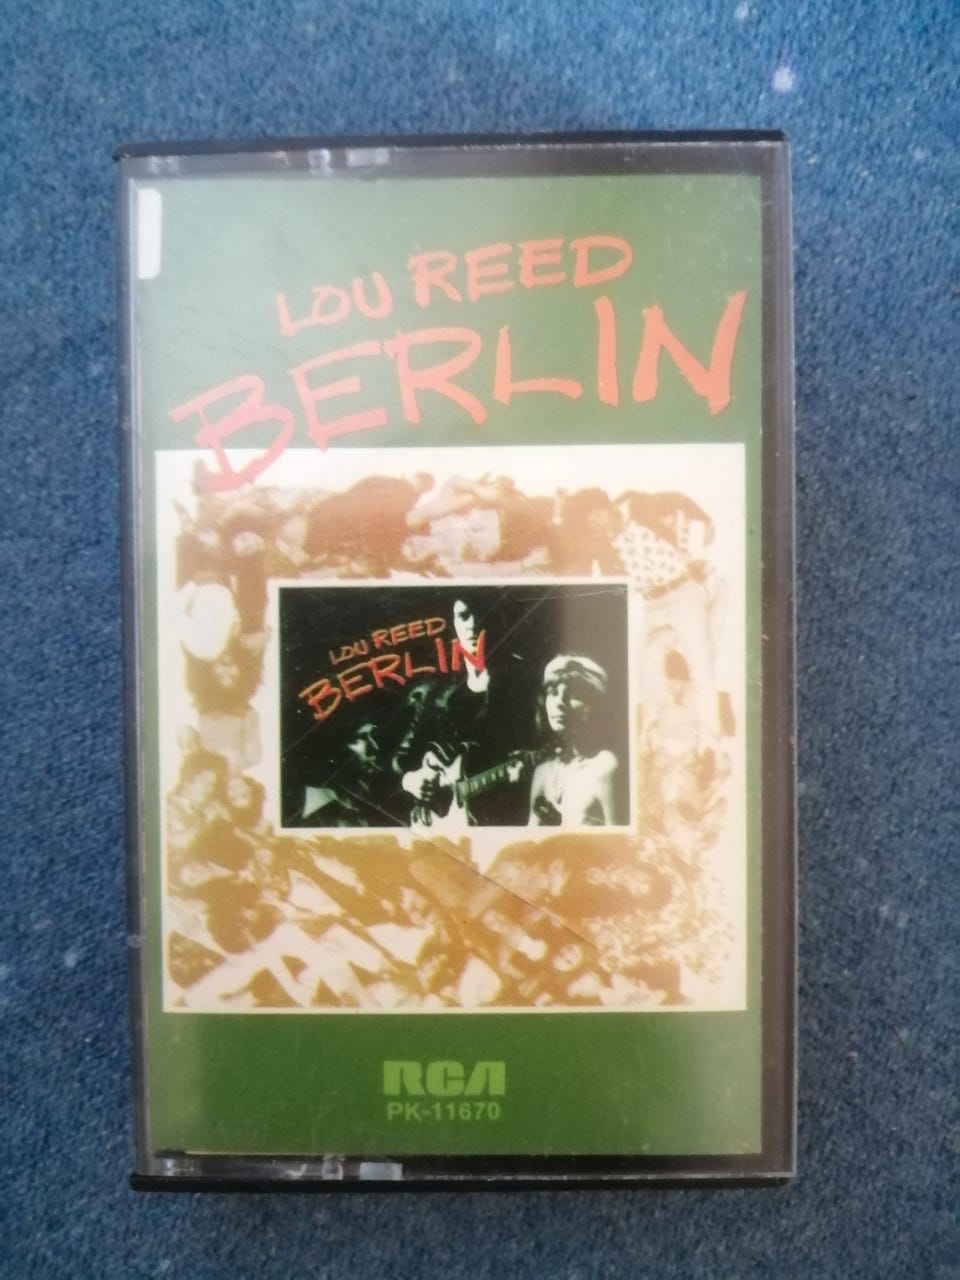 LOU REED
BERLIN
LOU REED
BERLIN
RCA
PK-11670